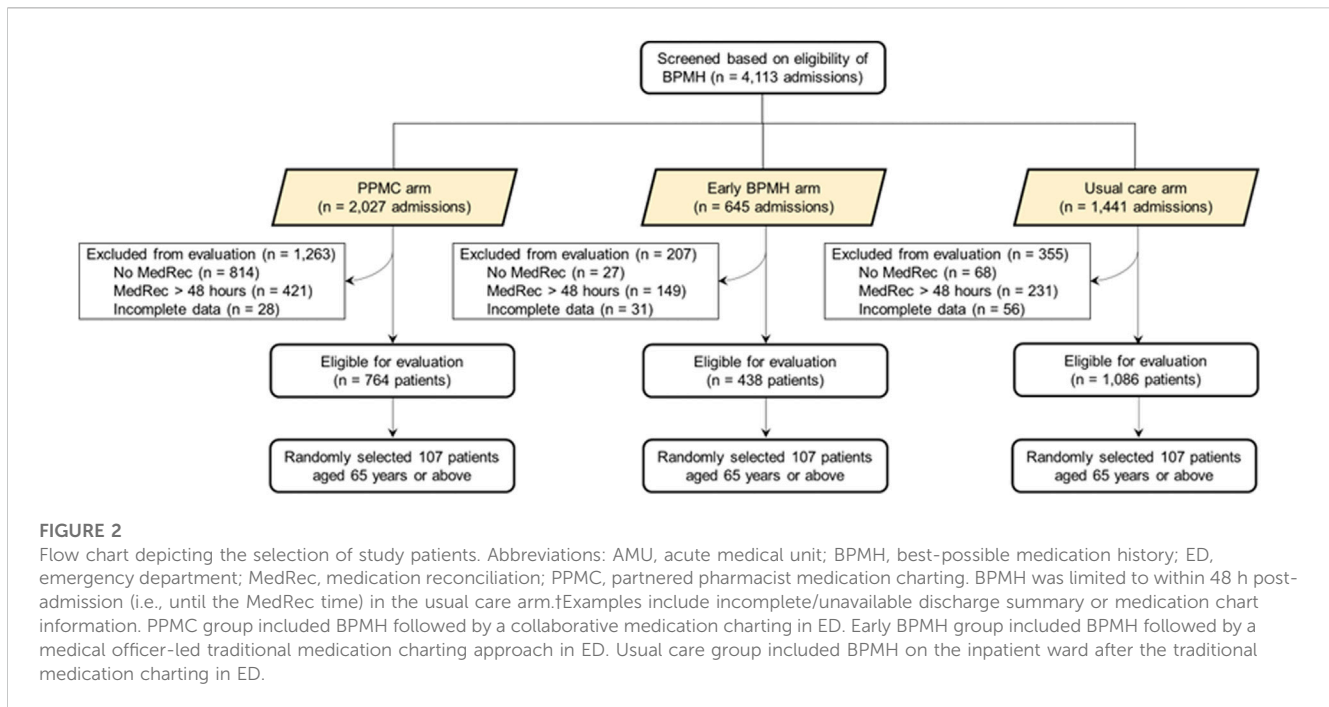 Screened based on eligibility of
BPMH (n = 4,113 admissions)
PPMC arm
(n = 2,027 admissions)
Early BPMH arm
(n = 645 admissions)
Usual care arm
(n = 1,441 admissions)
Excluded from evaluation (n = 1,263)
No MedRec (n = 814)
MedRec > 48 hours (n = 421)
Incomplete data (n = 28)
Excluded from evaluation (n = 207)
No MedRec (n = 27)
MedRec > 48 hours (n = 149)
Incomplete data (n = 31)
Excluded from evaluation (n = 355)
No MedRec (n = 68)
MedRec > 48 hours (n = 231)
Incomplete data (n = 56)
Eligible for evaluation
(n = 764 patients)
Eligible for evaluation
(n = 438 patients)
Eligible for evaluation
(n = 1,086 patients)
Randomly selected 107 patients
aged 65 years or above
Randomly selected 107 patients
aged 65 years or above
Randomly selected 107 patients
aged 65 years or above
FIGURE 2
Flow chart depicting the selection of study patients. Abbreviations: AMU, acute medical unit; BPMH, best-possible medication history; ED,
emergency department; MedRec, medication reconciliation; PPMC, partnered pharmacist medication charting. BPMH was limited to within 48 h post-
admission (i.e., until the MedRec time) in the usual care arm.†Examples include incomplete/unavailable discharge summary or medication chart
information. PPMC group included BPMH followed by a collaborative medication charting in ED. Early BPMH group included BPMH followed by a
medical officer-led traditional medication charting approach in ED. Usual care group included BPMH on the inpatient ward after the traditional
medication charting in ED.